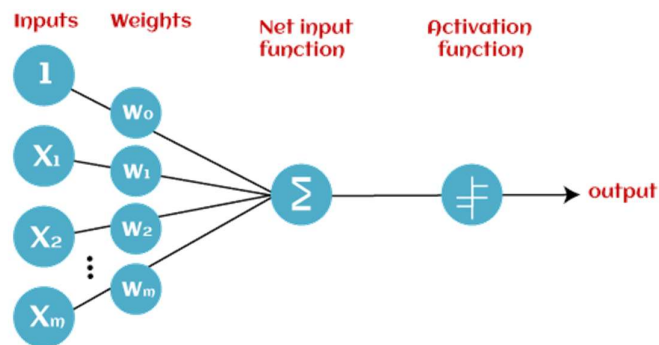 Inputs
Weights
Net input
function
Activation
function
1
W0
X1
W1
X2
W2
Xm
Wm
Σ
output